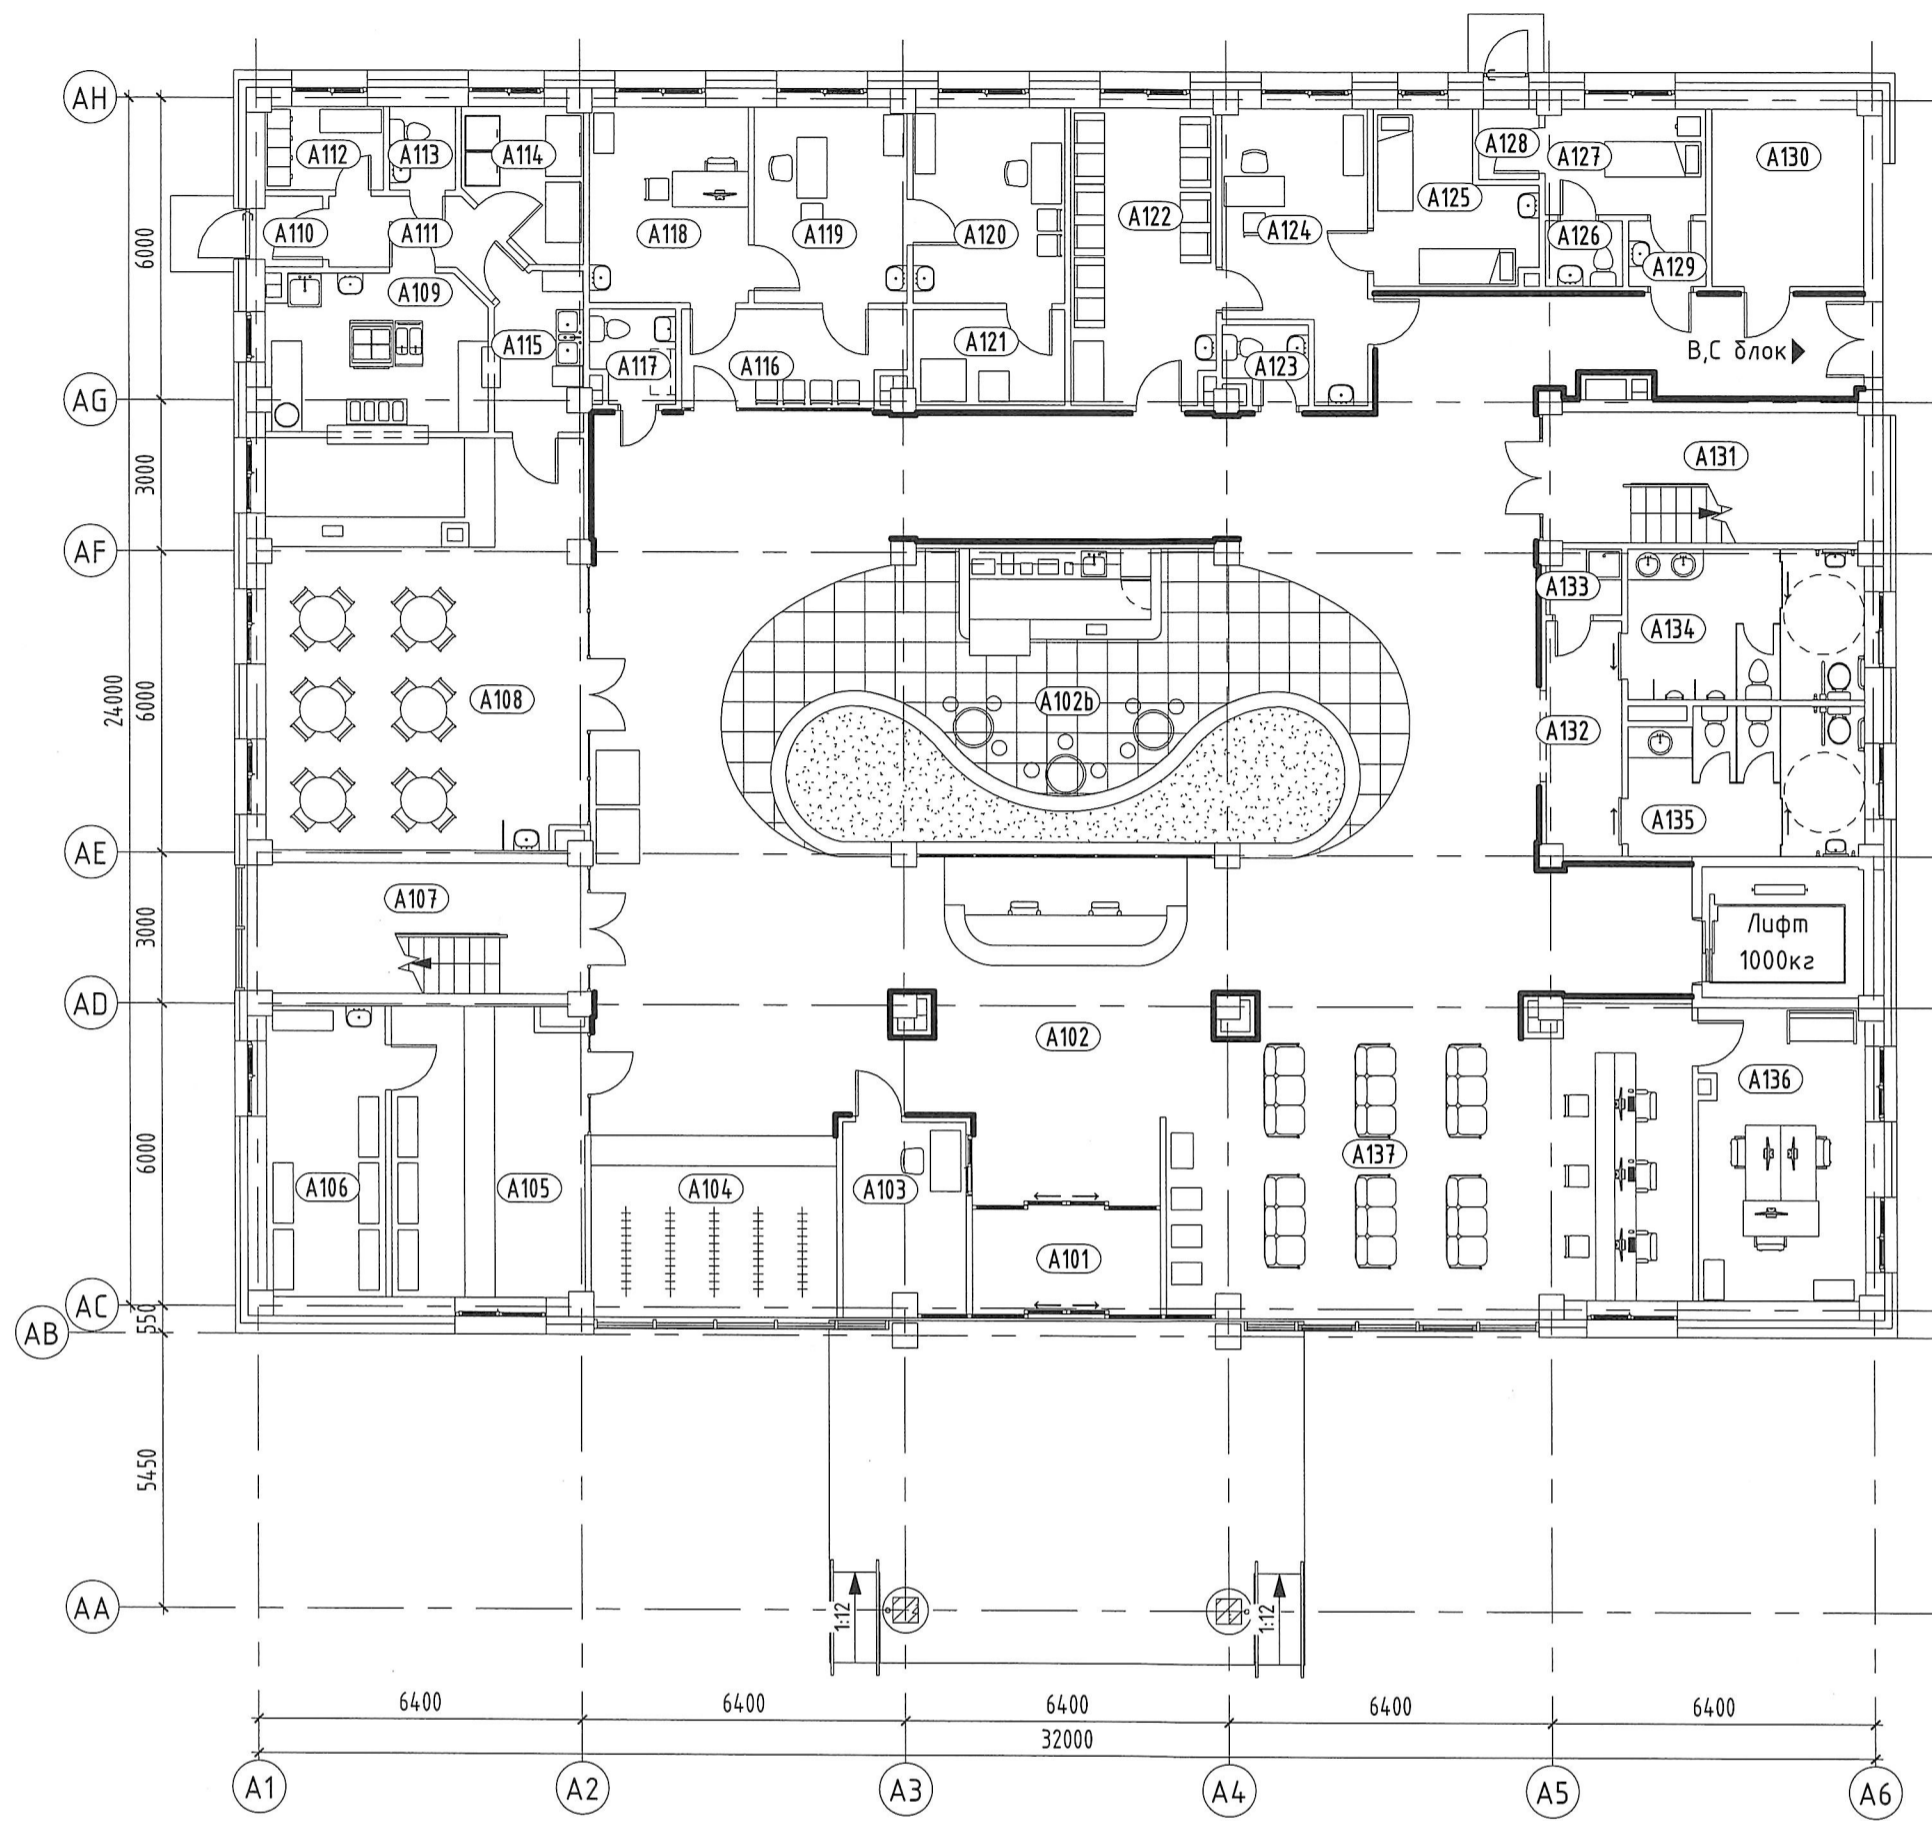 AH
A112
A113
A114
A128
A127
A130
A125
A122
6000
A110
A111
A118
A119
A120
A124
A126
A129
A109
A115
A117
A116
A121
A123
В,С блок
AG
3000
A131
AF
A133
A134
24000
6000
A108
A102b
A132
A135
AE
A107
3000
Лифт
1000кг
AD
A102
A136
6000
A137
A106
A105
A104
A103
A101
AC
550
AB
5450
AA
1:12
1:12
6400
6400
6400
6400
6400
32000
A1
A2
A3
A4
A5
A6